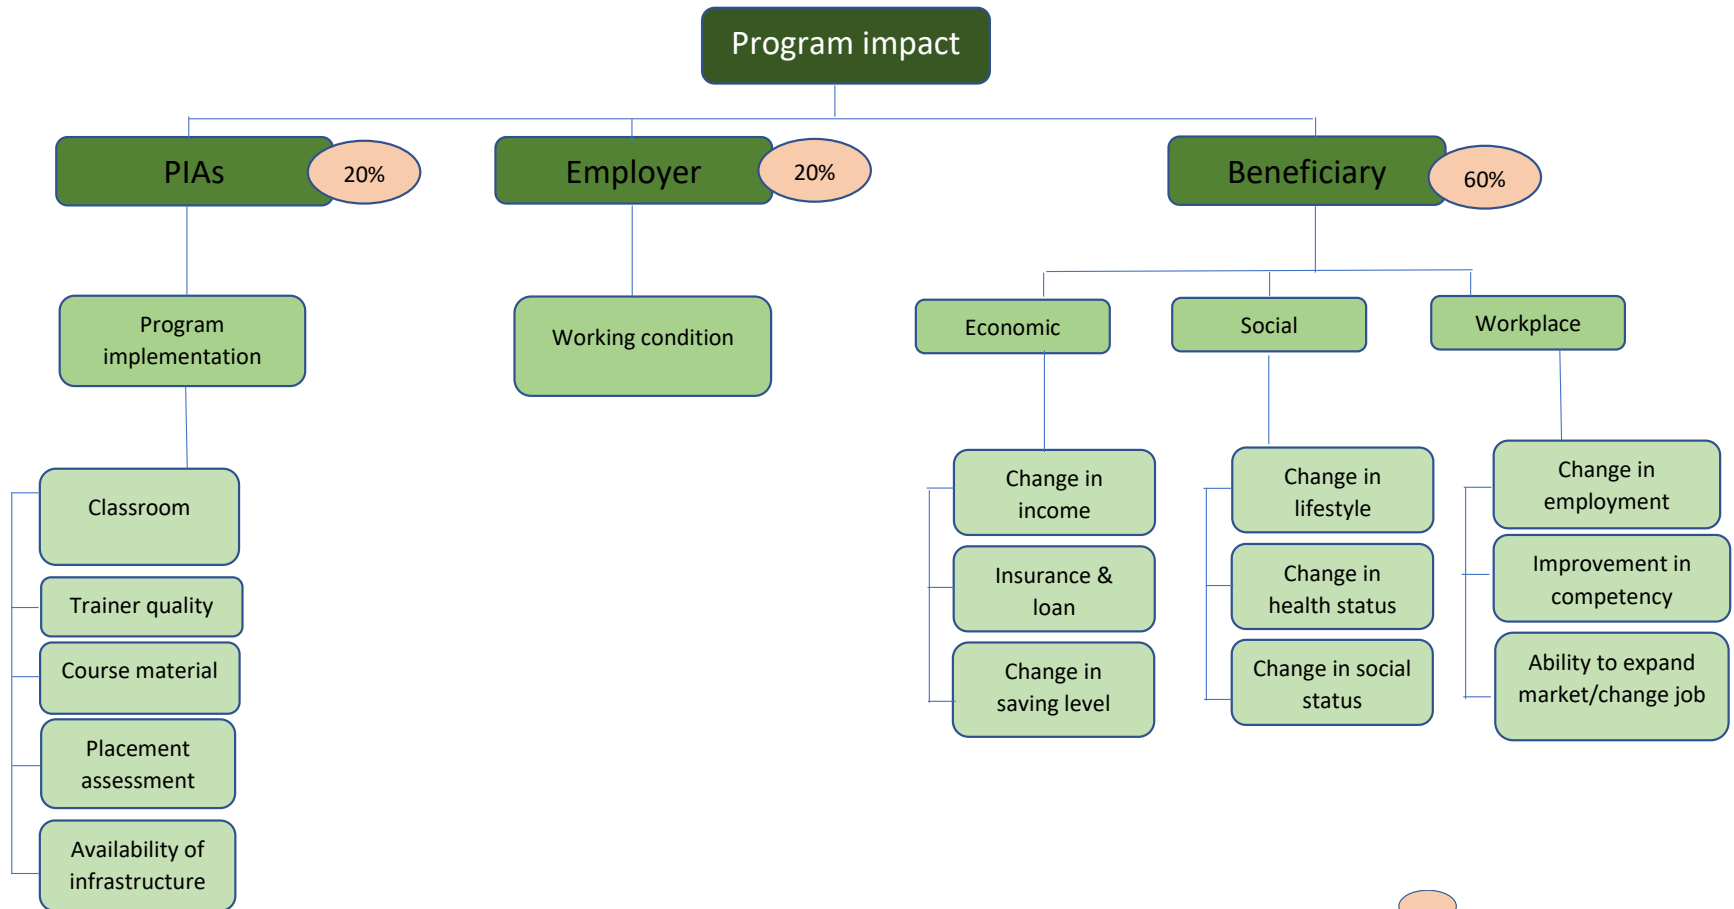 Program impact
PIAs
20%
Employer
20%
Beneficiary
60%
Program
implementation
Working condition
Economic
Social
Workplace
Classroom
Trainer quality
Course material
Placement
assessment
Availability of
infrastructure
Change in
income
Insurance &
loan
Change in
saving level
Change in
lifestyle
Change in
health status
Change in social
status
Change in
employment
Improvement in
competency
Ability to expand
market/change job